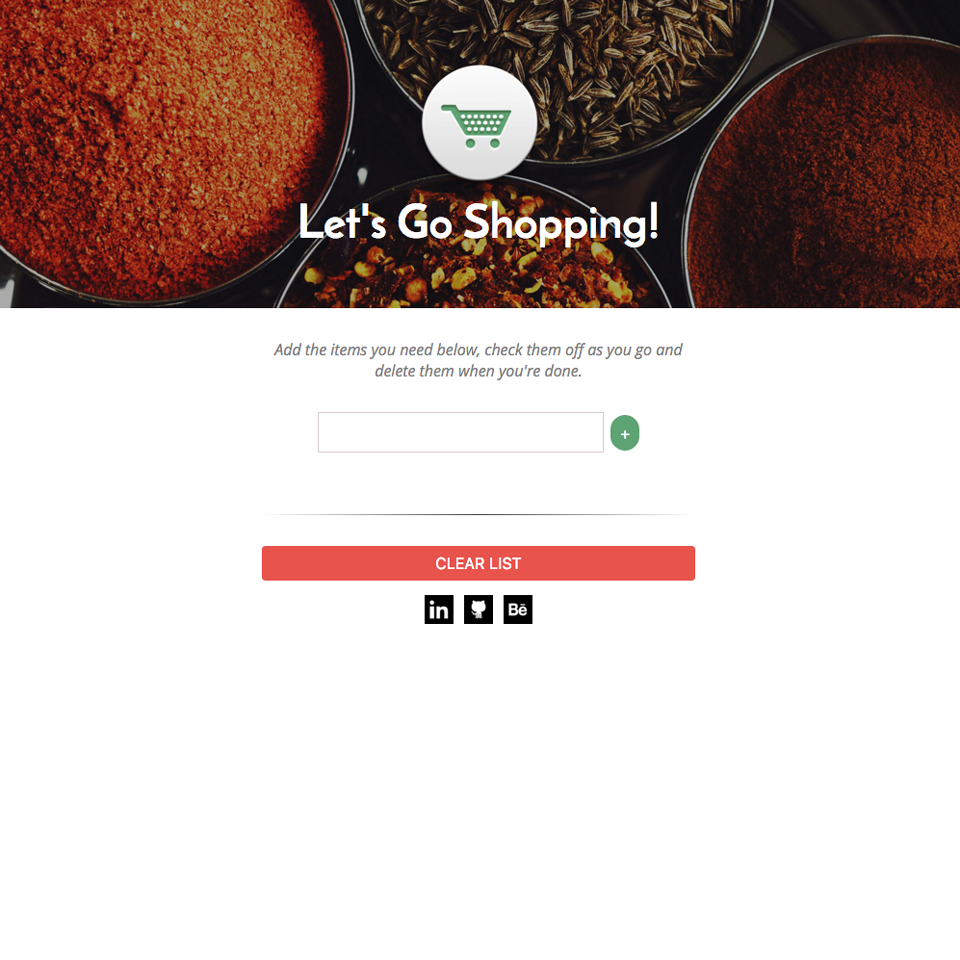 Let's Go Shopping!
Add the items you need below, check them off as you go and
delete them when you're done.
+
CLEAR LIST
in
Bē